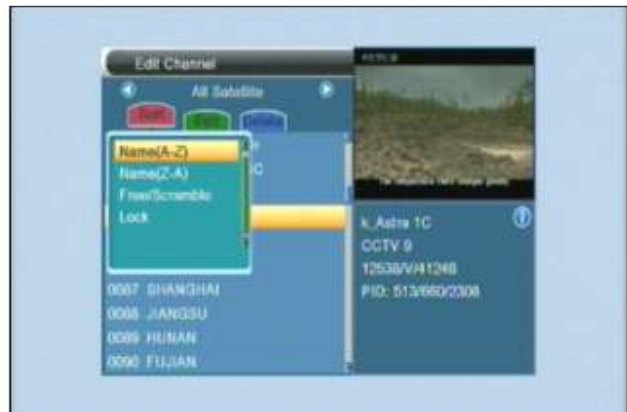 Edit Channel
All Satellite
Sort
Edit
Name(A-Z)
Name(Z-A)
Free/Scramble
Lock
0087 SHANGHAI
0088 JIANGSU
0089 HUNAN
0090 FUJIAN
k_Astra 1C
CCTV 9
12538/V/41248
PID: 513/660/2308